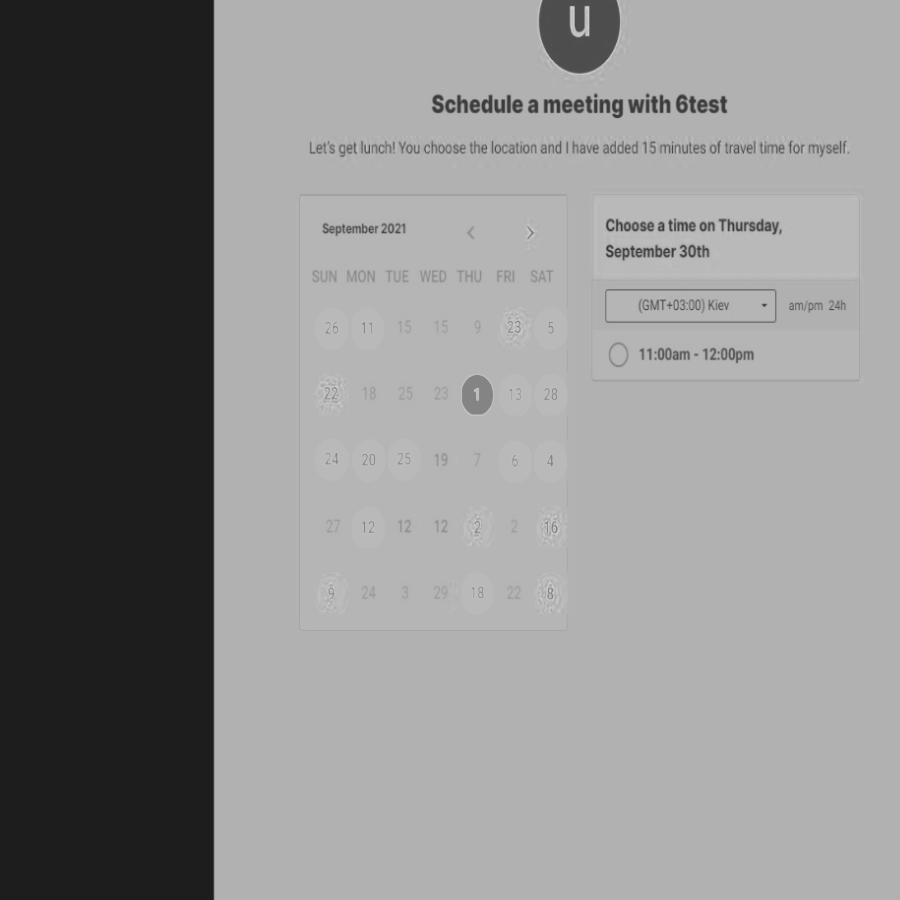 u
Schedule a meeting with 6test
Let's get lunch! You choose the location and I have added 15 minutes of travel time for myself.
September 2021
SUN MON TUE WED THU FRI SAT
26 11 15 15 9 23 5
22 18 25 23 1 13 28
24 20 25 19 7 6 4
27 12 12 12 2 2 16
9 24 3 29 18 22 8
Choose a time on Thursday,
September 30th
(GMT+03:00) Kiev am/pm 24h
11:00am - 12:00pm